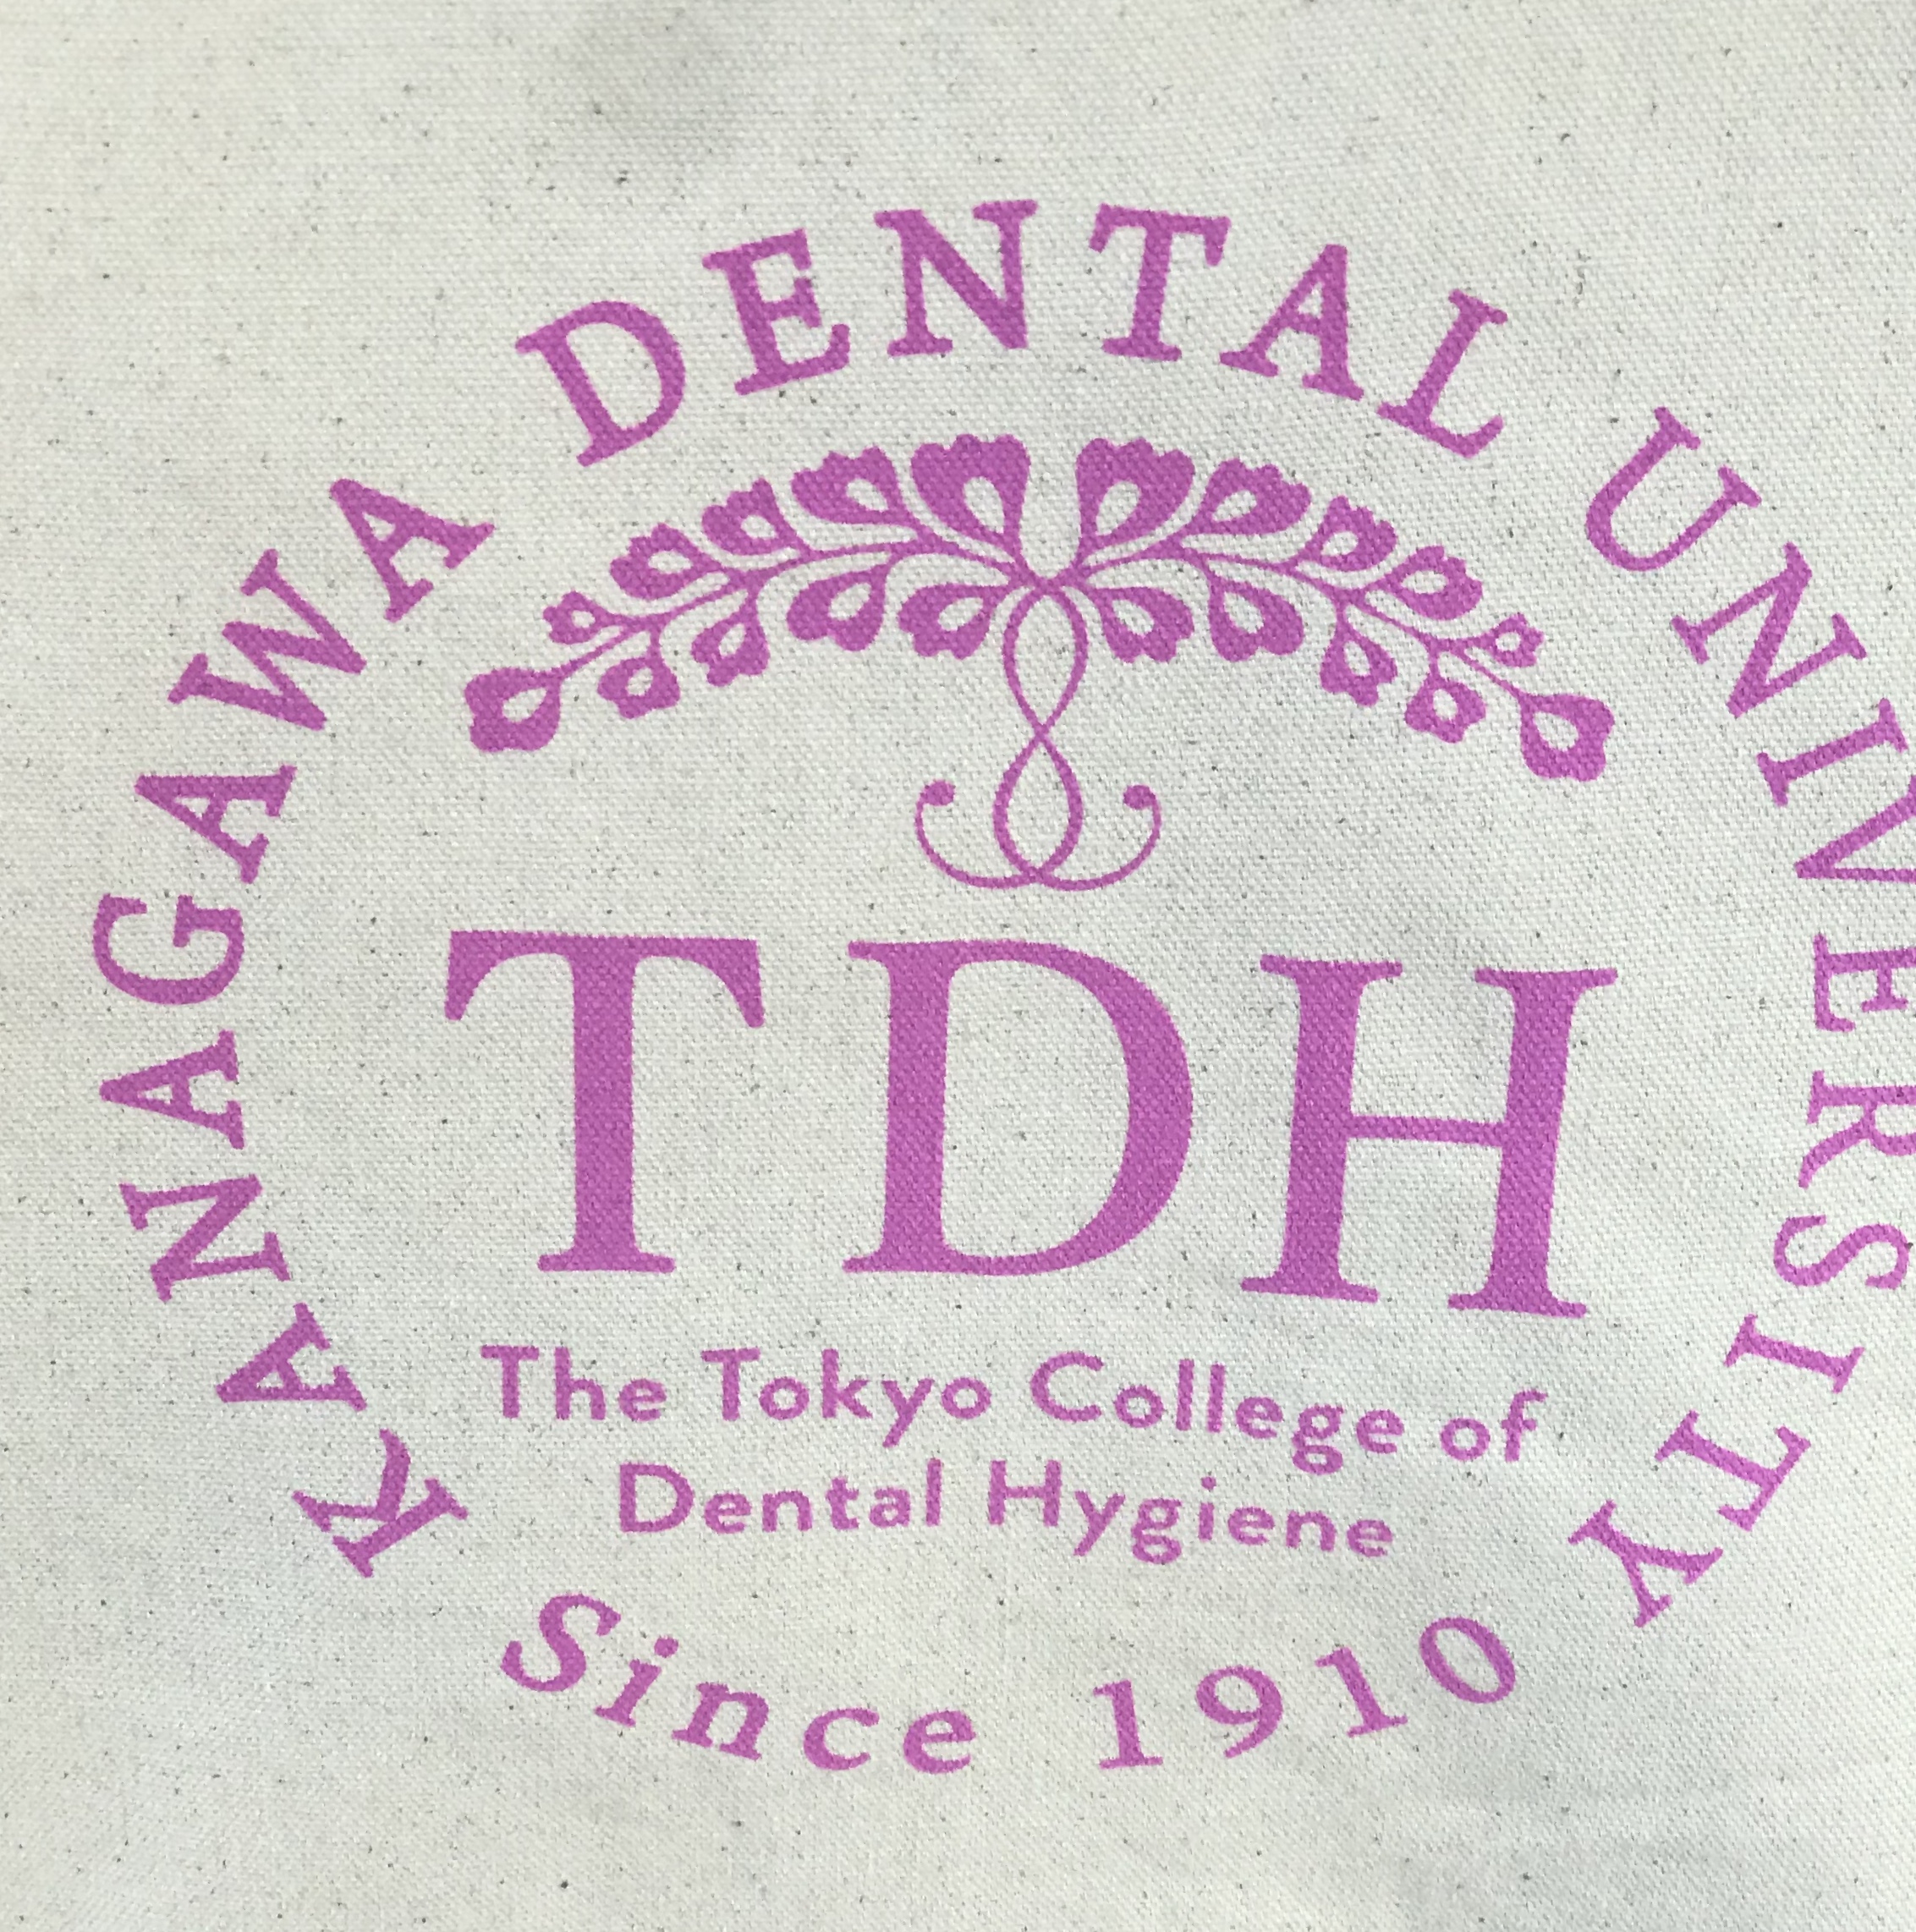 KANAGAWA DENTAL UNIVERSITY
TDH
The Tokyo College of
Dental Hygiene
Since 1910